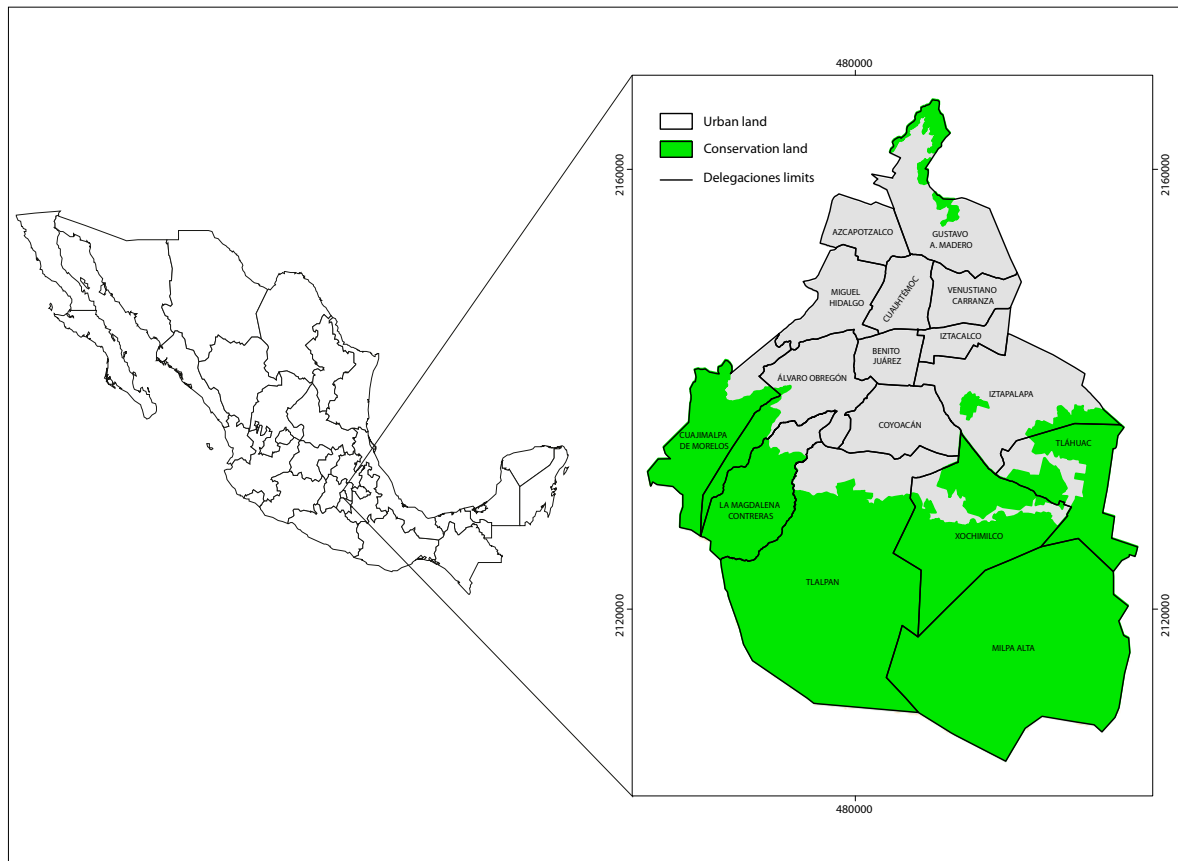 480000
Urban land
Conservation land
Delegaciones limits
2160000
2160000
AZCAPOTZALCO
GUSTAVO
A. MADERO
MIGUEL
HIDALGO
CUAUHTÉMOC
VENUSTIANO
CARRANZA
IZTACALCO
BENITO
JUÁREZ
ÁLVARO OBREGÓN
IZTAPALAPA
COYOACÁN
CUAJIMALPA
DE MORELOS
TLÁHUAC
LA MAGDALENA
CONTRERAS
XOCHIMILCO
TLALPAN
MILPA ALTA
2120000
2120000
480000